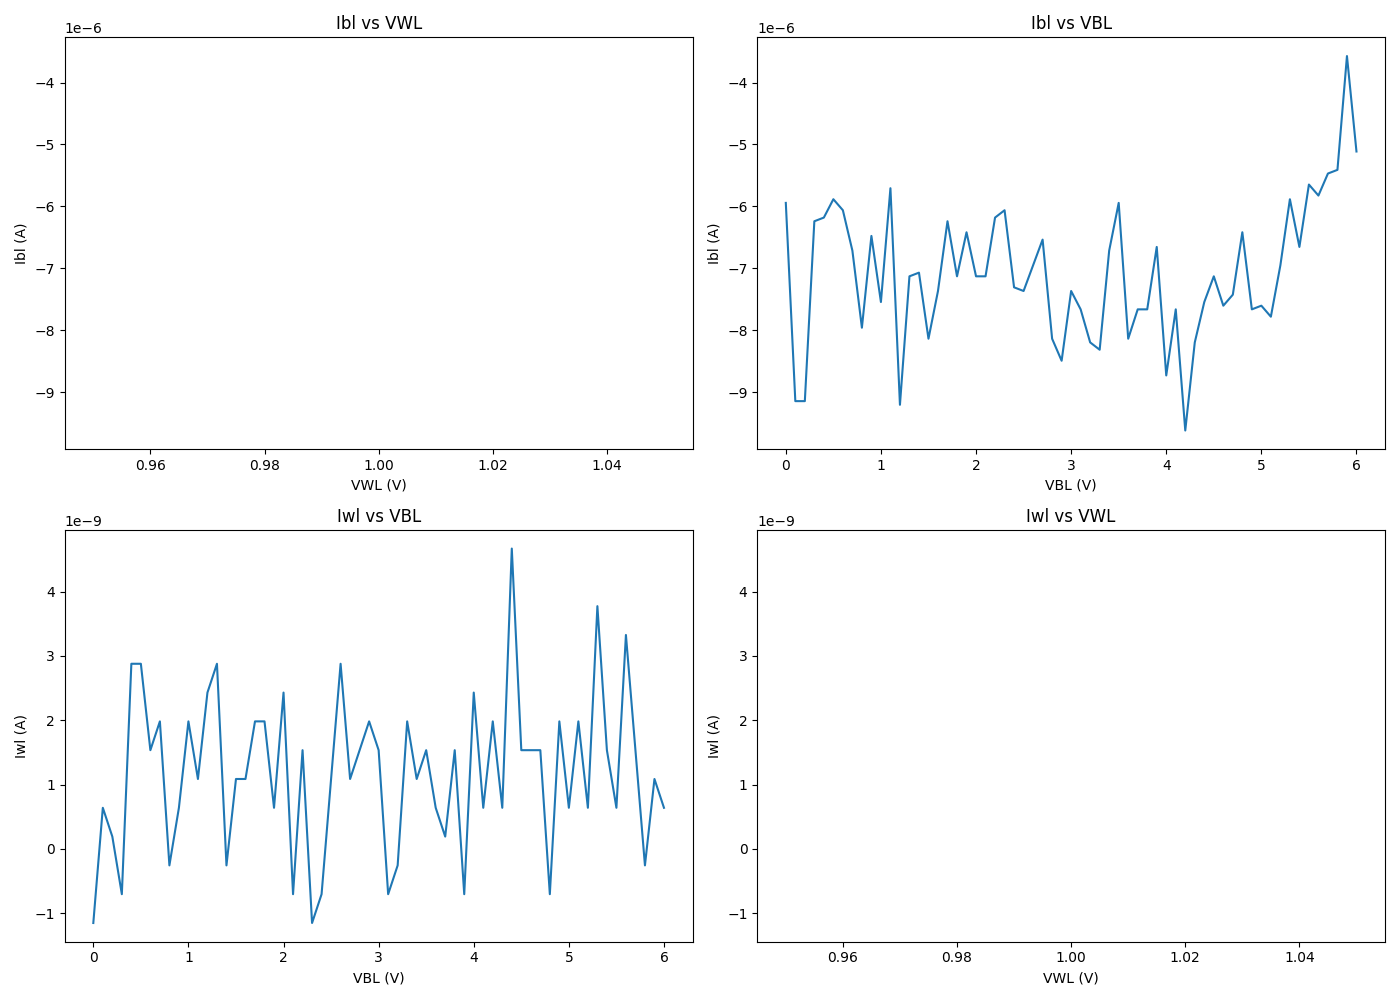 Ibl vs VWL
1e−6
−4
−5
−6
−7
−8
−9
Ibl (A)
0.96 0.98 1.00 1.02 1.04
VWL (V)
Ibl vs VBL
1e−6
−4
−5
−6
−7
−8
−9
Ibl (A)
0 1 2 3 4 5 6
VBL (V)
Iwl vs VBL
1e−9
4
3
2
1
0
−1
Iwl (A)
0 1 2 3 4 5 6
VBL (V)
Iwl vs VWL
1e−9
4
3
2
1
0
−1
Iwl (A)
0.96 0.98 1.00 1.02 1.04
VWL (V)